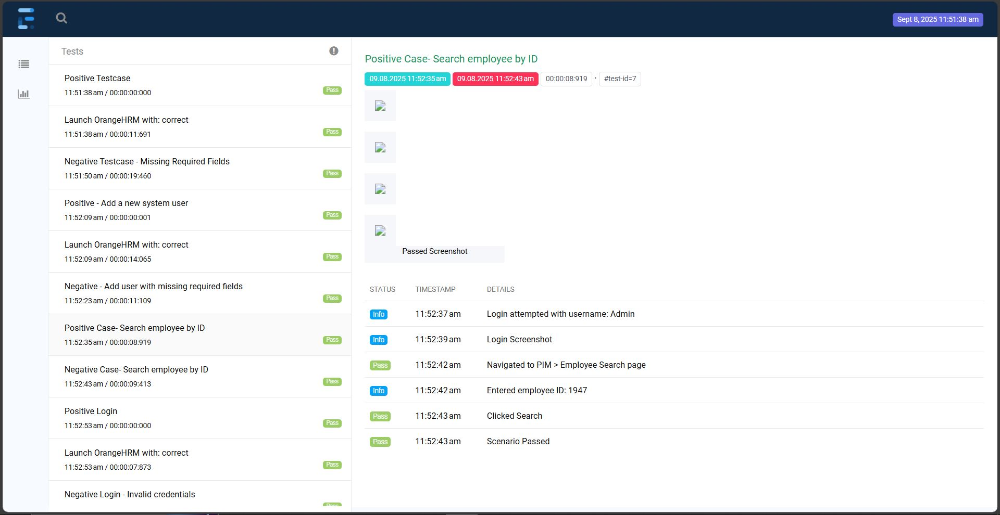 Sept 8, 2025 11:51:38 am
Tests
Positive Testcase
11:51:38 am / 00:00:00:000
Pass
Launch OrangeHRM with: correct
11:51:38 am / 00:00:11:691
Pass
Negative Testcase - Missing Required Fields
11:51:50 am / 00:00:19:460
Pass
Positive - Add a new system user
11:52:09 am / 00:00:00:001
Pass
Launch OrangeHRM with: correct
11:52:09 am / 00:00:14:065
Pass
Negative - Add user with missing required fields
11:52:23 am / 00:00:11:109
Pass
Positive Case- Search employee by ID
11:52:35 am / 00:00:08:919
Pass
Negative Case- Search employee by ID
11:52:43 am / 00:00:09:413
Pass
Positive Login
11:52:53 am / 00:00:00:000
Pass
Launch OrangeHRM with: correct
11:52:53 am / 00:00:07:873
Pass
Negative Login - Invalid credentials
Pass
Positive Case- Search employee by ID
09.08.2025 11:52:35 am 09.08.2025 11:52:43 am 00:00:08:919 · #test-id=7
Passed Screenshot
STATUS TIMESTAMP DETAILS
Info 11:52:37 am Login attempted with username: Admin
Info 11:52:39 am Login Screenshot
Pass 11:52:42 am Navigated to PIM > Employee Search page
Info 11:52:42 am Entered employee ID: 1947
Pass 11:52:43 am Clicked Search
Pass 11:52:43 am Scenario Passed